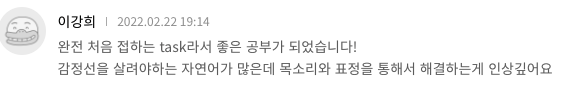 이강희 | 2022.02.22 19:14
완전 처음 접하는 task라서 좋은 공부가 되었습니다!
감정선을 살려야하는 자연어가 많은데 목소리와 표정을 통해서 해결하는게 인상깊어요